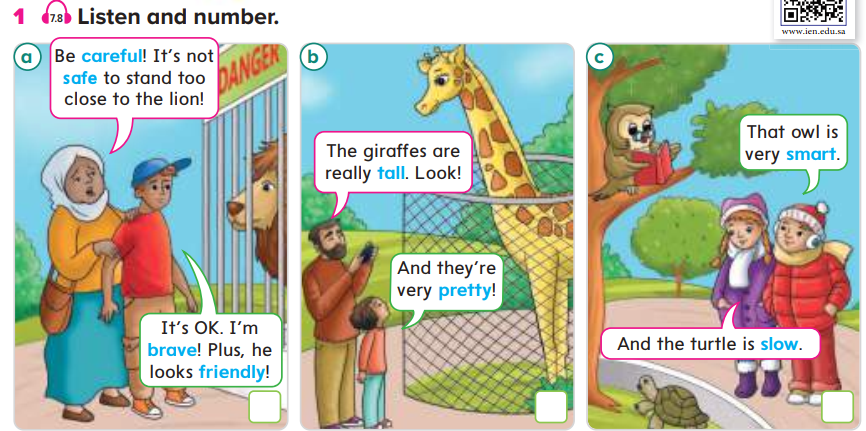 1 7.8 Listen and number.
www.ien.edu.sa
a
Be careful! It's not
safe to stand too
close to the lion!
DANGER
It's OK. I'm
brave! Plus, he
looks friendly!
b
The giraffes are
really tall. Look!
And they're
very pretty!
c
That owl is
very smart.
And the turtle is slow.